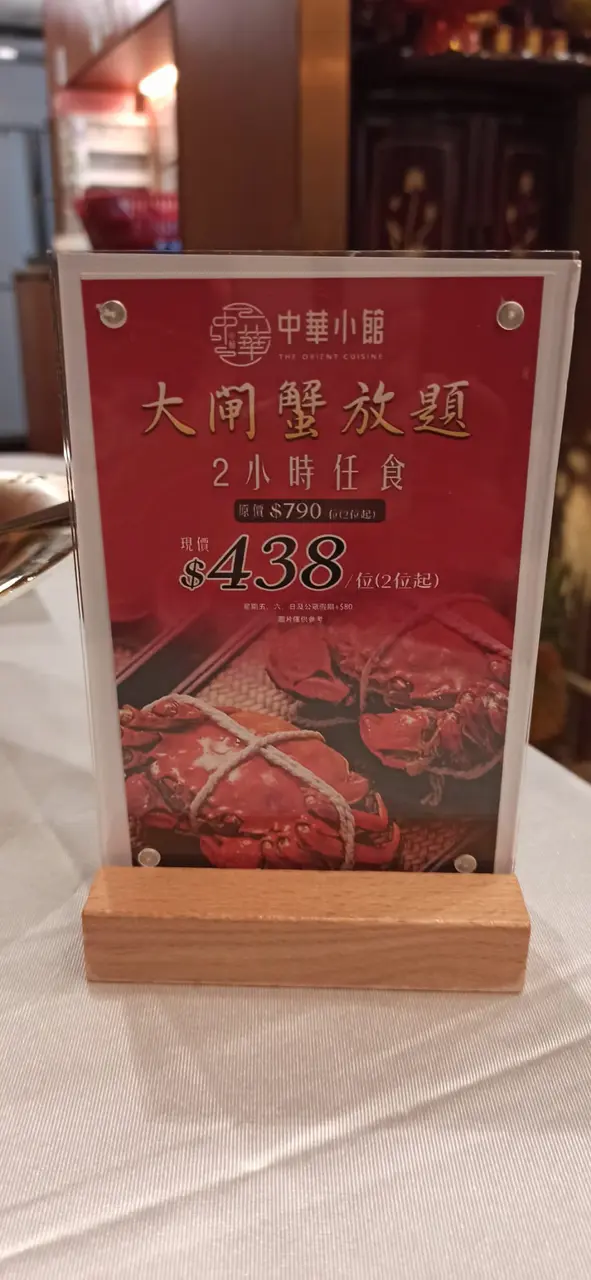 中華小館
THE ORIENT CUISINE
大閘蟹放題
2小時任食
原價 $790 位(2位起)
現價
$438/位(2位起)
星期五、六、日及公眾假期+$80
圖片僅供參考